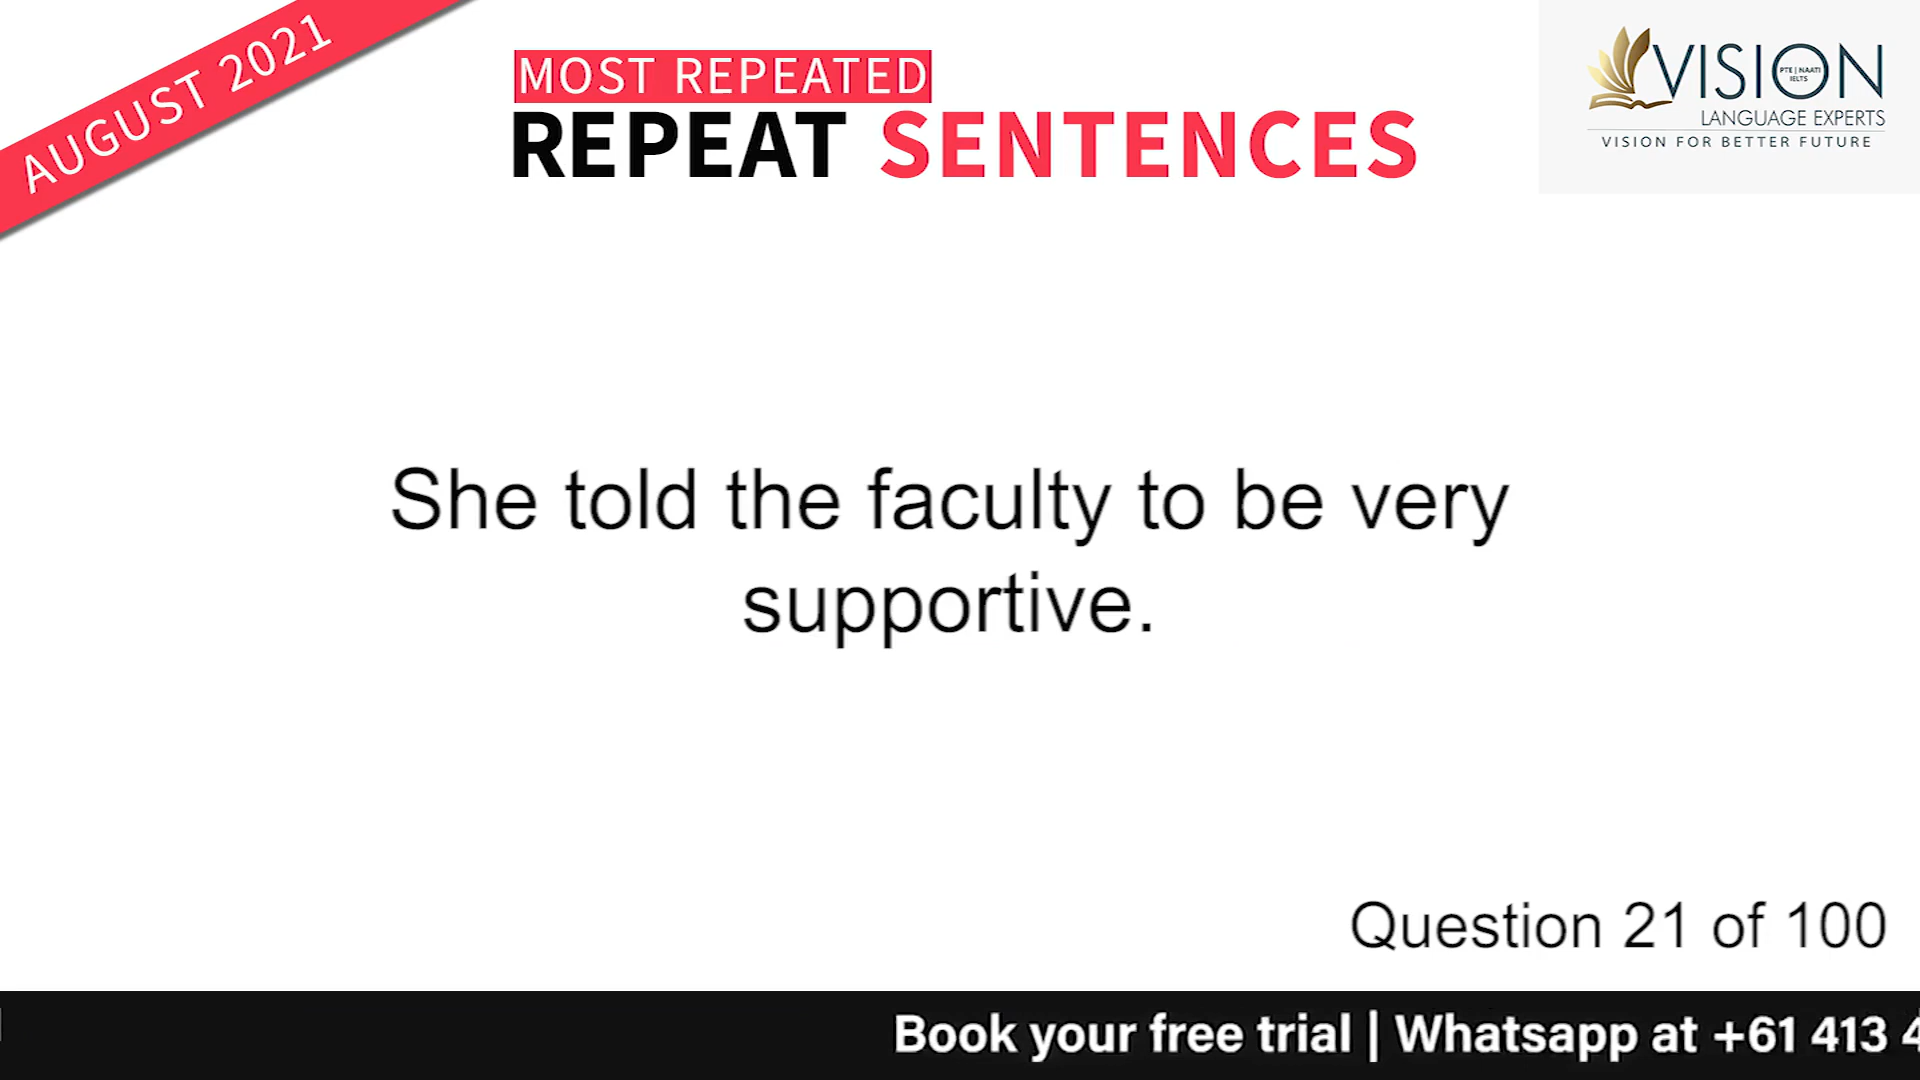 AUGUST 2021
MOST REPEATED
REPEAT SENTENCES
VISION
PTE | NAATI
IELTS
LANGUAGE EXPERTS
VISION FOR BETTER FUTURE
She told the faculty to be very
supportive.
Question 21 of 100
Book your free trial | Whatsapp at +61 413 4